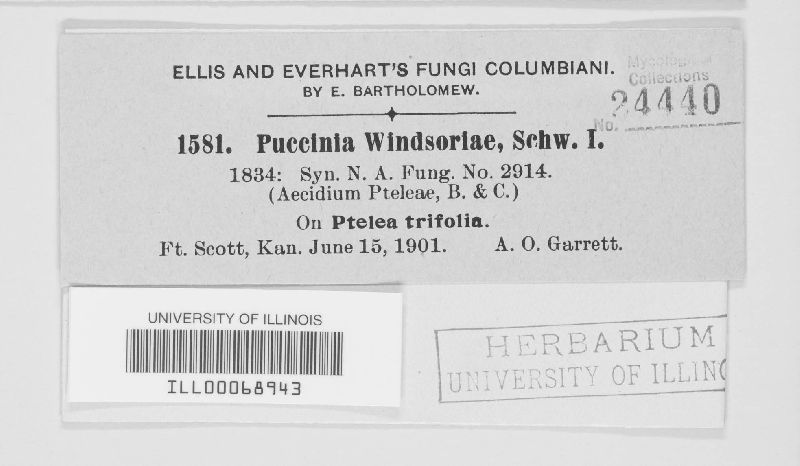 ELLIS AND EVERHART'S FUNGI COLUMBIANI.
BY E. BARTHOLOMEW.
Mycological
Collections
No. 24440
1581. Puccinia Windsoriae, Schw. I.
1834: Syn. N. A. Fung. No. 2914.
(Aecidium Pteleae, B. & C.)
On Ptelea trifolia.
Ft. Scott, Kan. June 15, 1901. A. O. Garrett.
UNIVERSITY OF ILLINOIS
ILL00068943
HERBARIUM
UNIVERSITY OF ILLINO